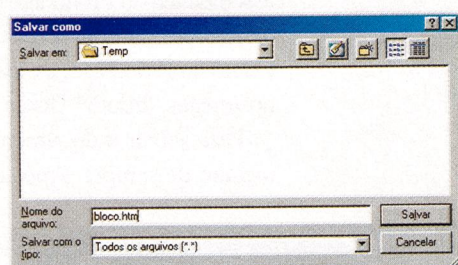 Salvar como
Salvar em: Temp
Nome do arquivo: bloco.htm
Salvar
Salvar com o tipo: Todos os arquivos (*.*)
Cancelar